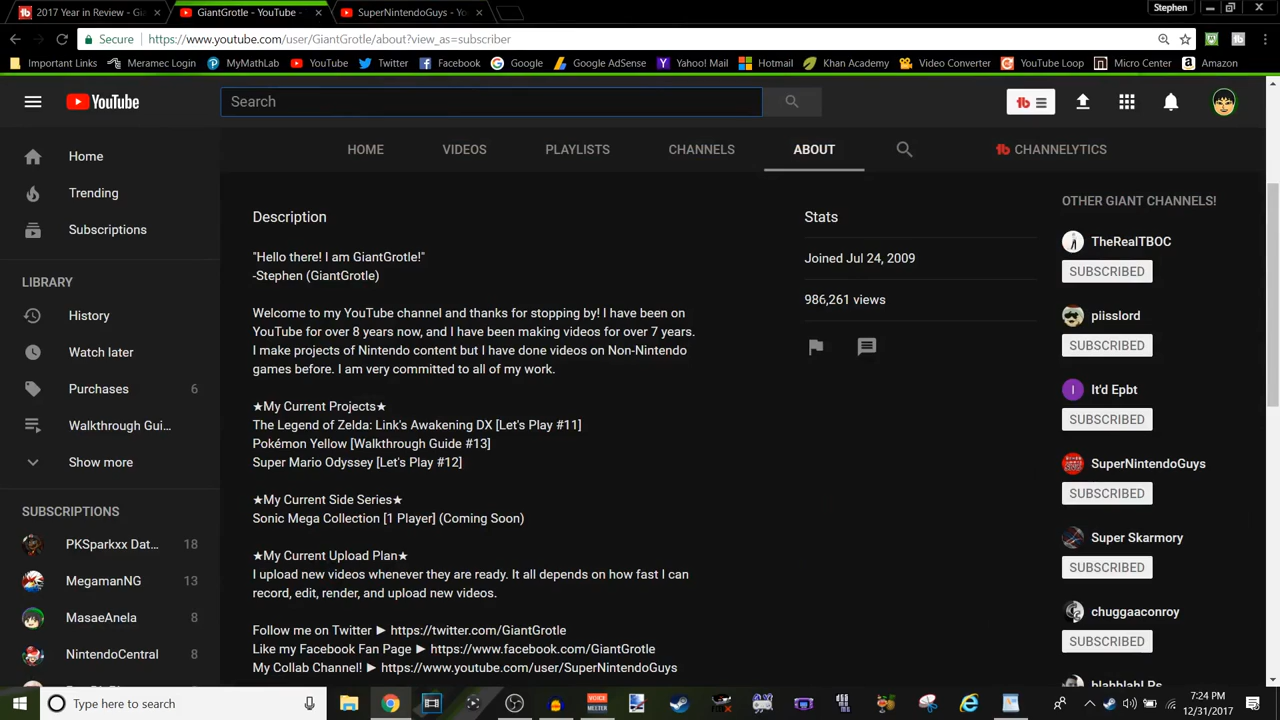 2017 Year in Review - Gi
GiantGrotle - YouTube -
SuperNintendoGuys - Yo
Stephen
Secure
https://www.youtube.com/user/GiantGrotle/about?view_as=subscriber
Important Links
Meramec Login
MyMathLab
YouTube
Twitter
Facebook
Google
Google AdSense
Yahoo! Mail
Hotmail
Khan Academy
Video Converter
YouTube Loop
Micro Center
Amazon
YouTube
Search
HOME
VIDEOS
PLAYLISTS
CHANNELS
ABOUT
CHANNELYTICS
Home
Trending
Subscriptions
LIBRARY
History
Watch later
Purchases 6
Walkthrough Gui...
Show more
SUBSCRIPTIONS
PKSparkxx Dat... 18
MegamanNG 13
MasaeAnela 8
NintendoCentral 8
Description
"Hello there! I am GiantGrotle!"
-Stephen (GiantGrotle)
Welcome to my YouTube channel and thanks for stopping by! I have been on
YouTube for over 8 years now, and I have been making videos for over 7 years.
I make projects of Nintendo content but I have done videos on Non-Nintendo
games before. I am very committed to all of my work.
★My Current Projects★
The Legend of Zelda: Link's Awakening DX [Let's Play #11]
Pokémon Yellow [Walkthrough Guide #13]
Super Mario Odyssey [Let's Play #12]
★My Current Side Series★
Sonic Mega Collection [1 Player] (Coming Soon)
★My Current Upload Plan★
I upload new videos whenever they are ready. It all depends on how fast I can
record, edit, render, and upload new videos.
Follow me on Twitter ► https://twitter.com/GiantGrotle
Like my Facebook Fan Page ► https://www.facebook.com/GiantGrotle
My Collab Channel! ► https://www.youtube.com/user/SuperNintendoGuys
Stats
Joined Jul 24, 2009
986,261 views
OTHER GIANT CHANNELS!
TheRealTBOC
SUBSCRIBED
piisslord
SUBSCRIBED
It'd Epbt
SUBSCRIBED
SuperNintendoGuys
SUBSCRIBED
Super Skarmory
SUBSCRIBED
chuggaaconroy
SUBSCRIBED
Type here to search
7:24 PM
12/31/2017